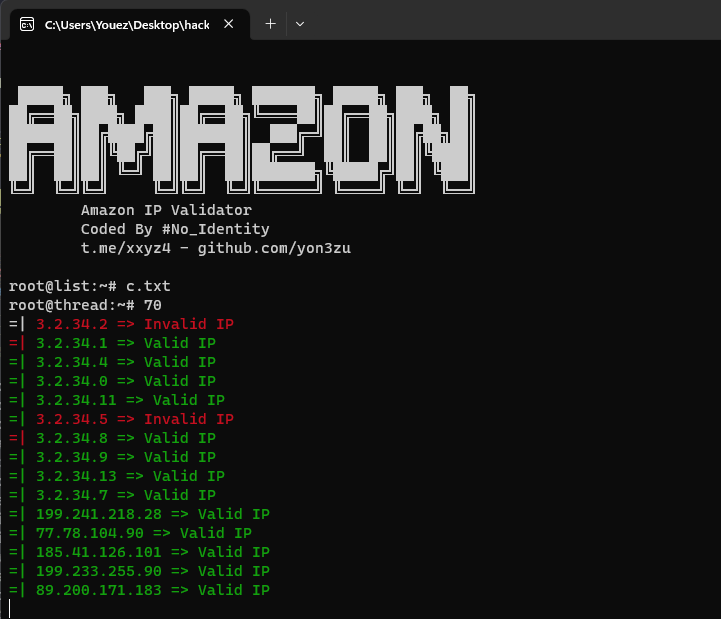 C:\Users\Youez\Desktop\hack
AMAZON
Amazon IP Validator
Coded By #No_Identity
t.me/xxyz4 - github.com/yon3zu
root@list:~# c.txt
root@thread:~# 70
=| 3.2.34.2 => Invalid IP
=| 3.2.34.1 => Valid IP
=| 3.2.34.4 => Valid IP
=| 3.2.34.0 => Valid IP
=| 3.2.34.11 => Valid IP
=| 3.2.34.5 => Invalid IP
=| 3.2.34.8 => Valid IP
=| 3.2.34.9 => Valid IP
=| 3.2.34.13 => Valid IP
=| 3.2.34.7 => Valid IP
=| 199.241.218.28 => Valid IP
=| 77.78.104.90 => Valid IP
=| 185.41.126.101 => Valid IP
=| 199.233.255.90 => Valid IP
=| 89.200.171.183 => Valid IP